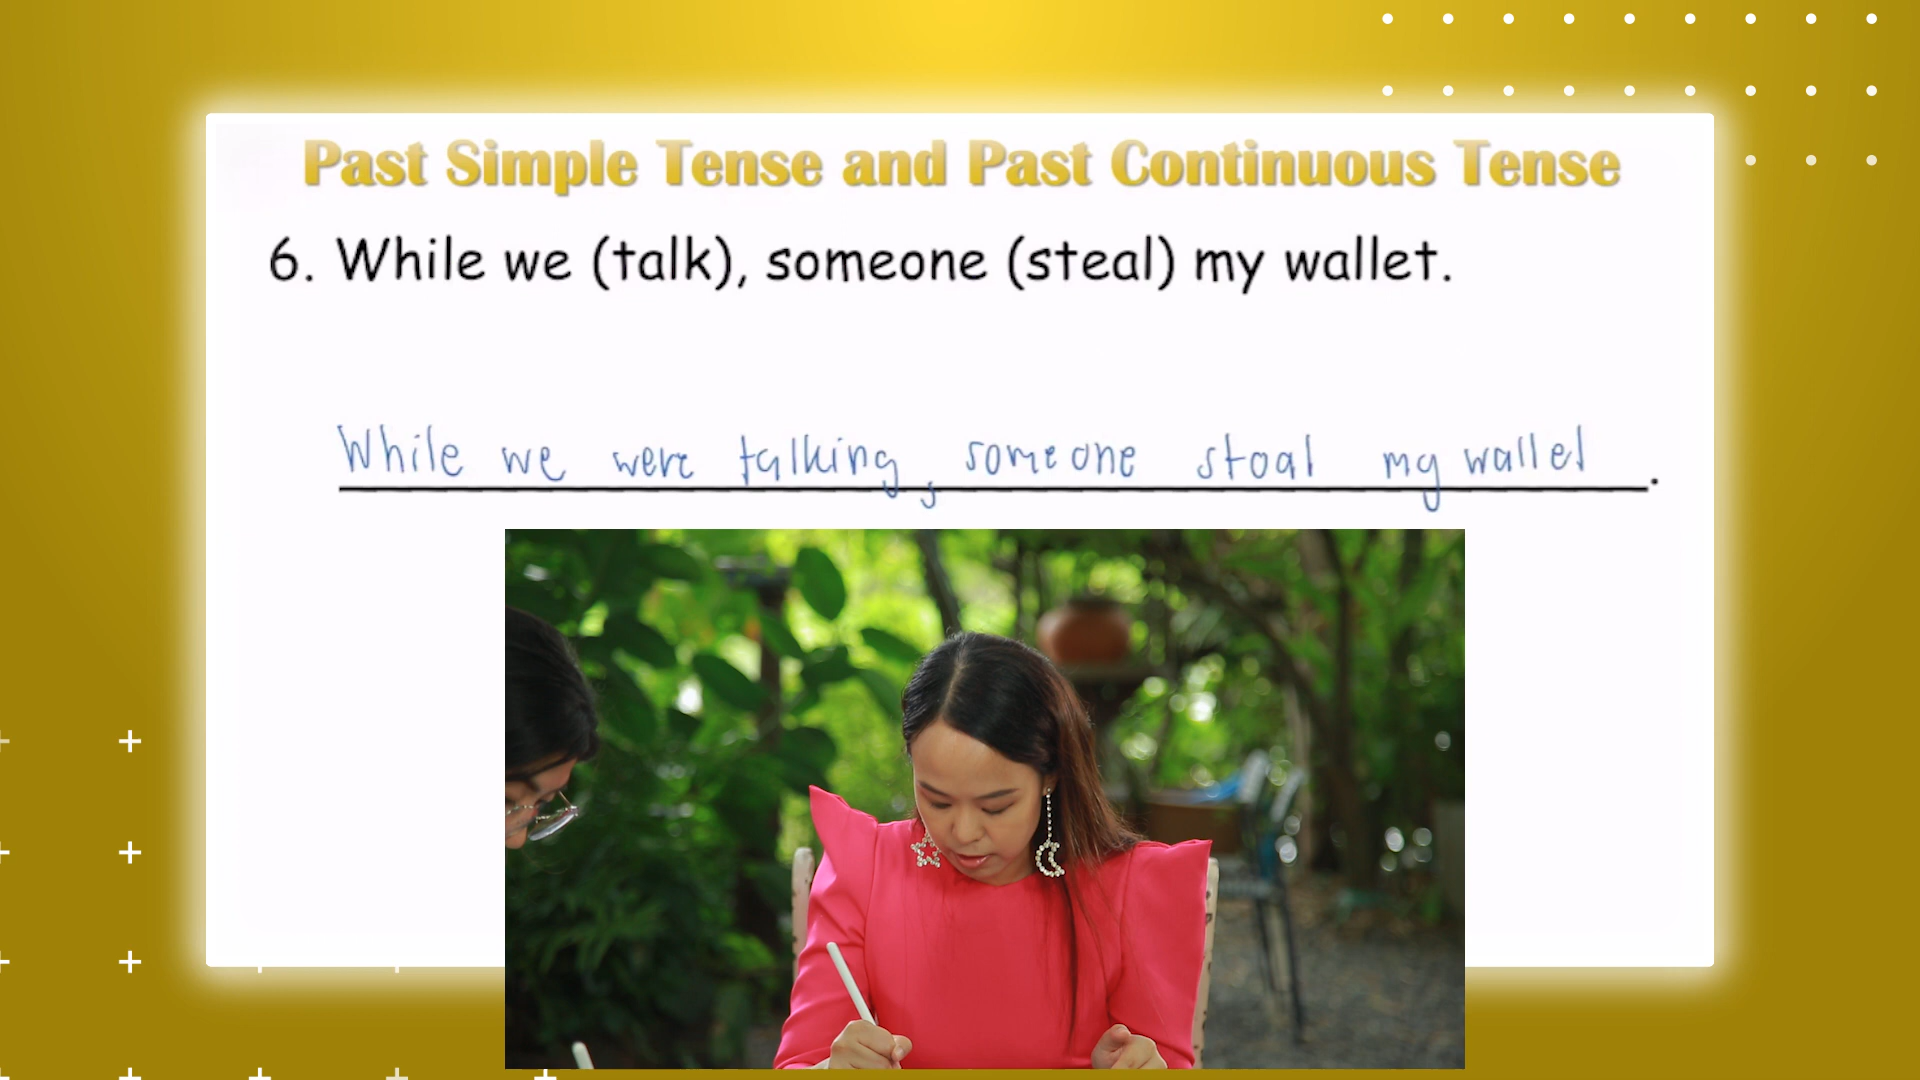 Past Simple Tense and Past Continuous Tense
6. While we (talk), someone (steal) my wallet.
While we were talking, someone stoal my wallet.